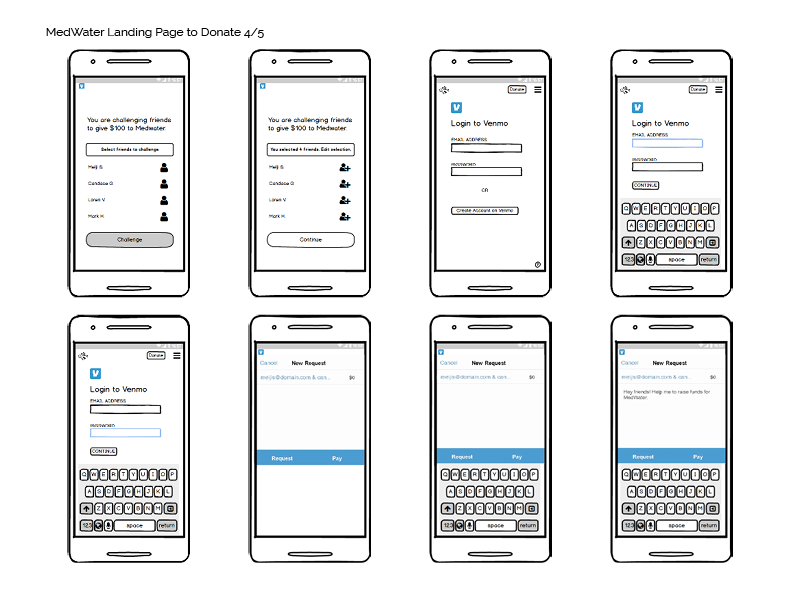 MedWater Landing Page to Donate 4/5
You are challenging friends
to give $100 to Medwater.
Select friends to challenge
Meiji S.
Candace G.
Loren V.
Mark H.
Challenge
You are challenging friends
to give $100 to Medwater.
You selected 4 friends. Edit selection.
Meiji S.
Candace G.
Loren V.
Mark H.
Continue
Donate
V
Login to Venmo
EMAIL ADDRESS
PASSWORD
OR
Create Account on Venmo
Donate
V
Login to Venmo
EMAIL ADDRESS
PASSWORD
CONTINUE
Q W E R T Y U I O P
A S D F G H J K L
Z X C V B N M
123 space return
Donate
V
Login to Venmo
EMAIL ADDRESS
PASSWORD
CONTINUE
Q W E R T Y U I O P
A S D F G H J K L
Z X C V B N M
123 space return
Cancel New Request
meijis@domain.com & can... $0
Request Pay
Cancel New Request
meijis@domain.com & can... $0
Request Pay
Q W E R T Y U I O P
A S D F G H J K L
Z X C V B N M
123 space return
Cancel New Request
meijis@domain.com & can... $0
Hey friends! Help me to raise funds for
MedWater.
Request Pay
Q W E R T Y U I O P
A S D F G H J K L
Z X C V B N M
123 space return